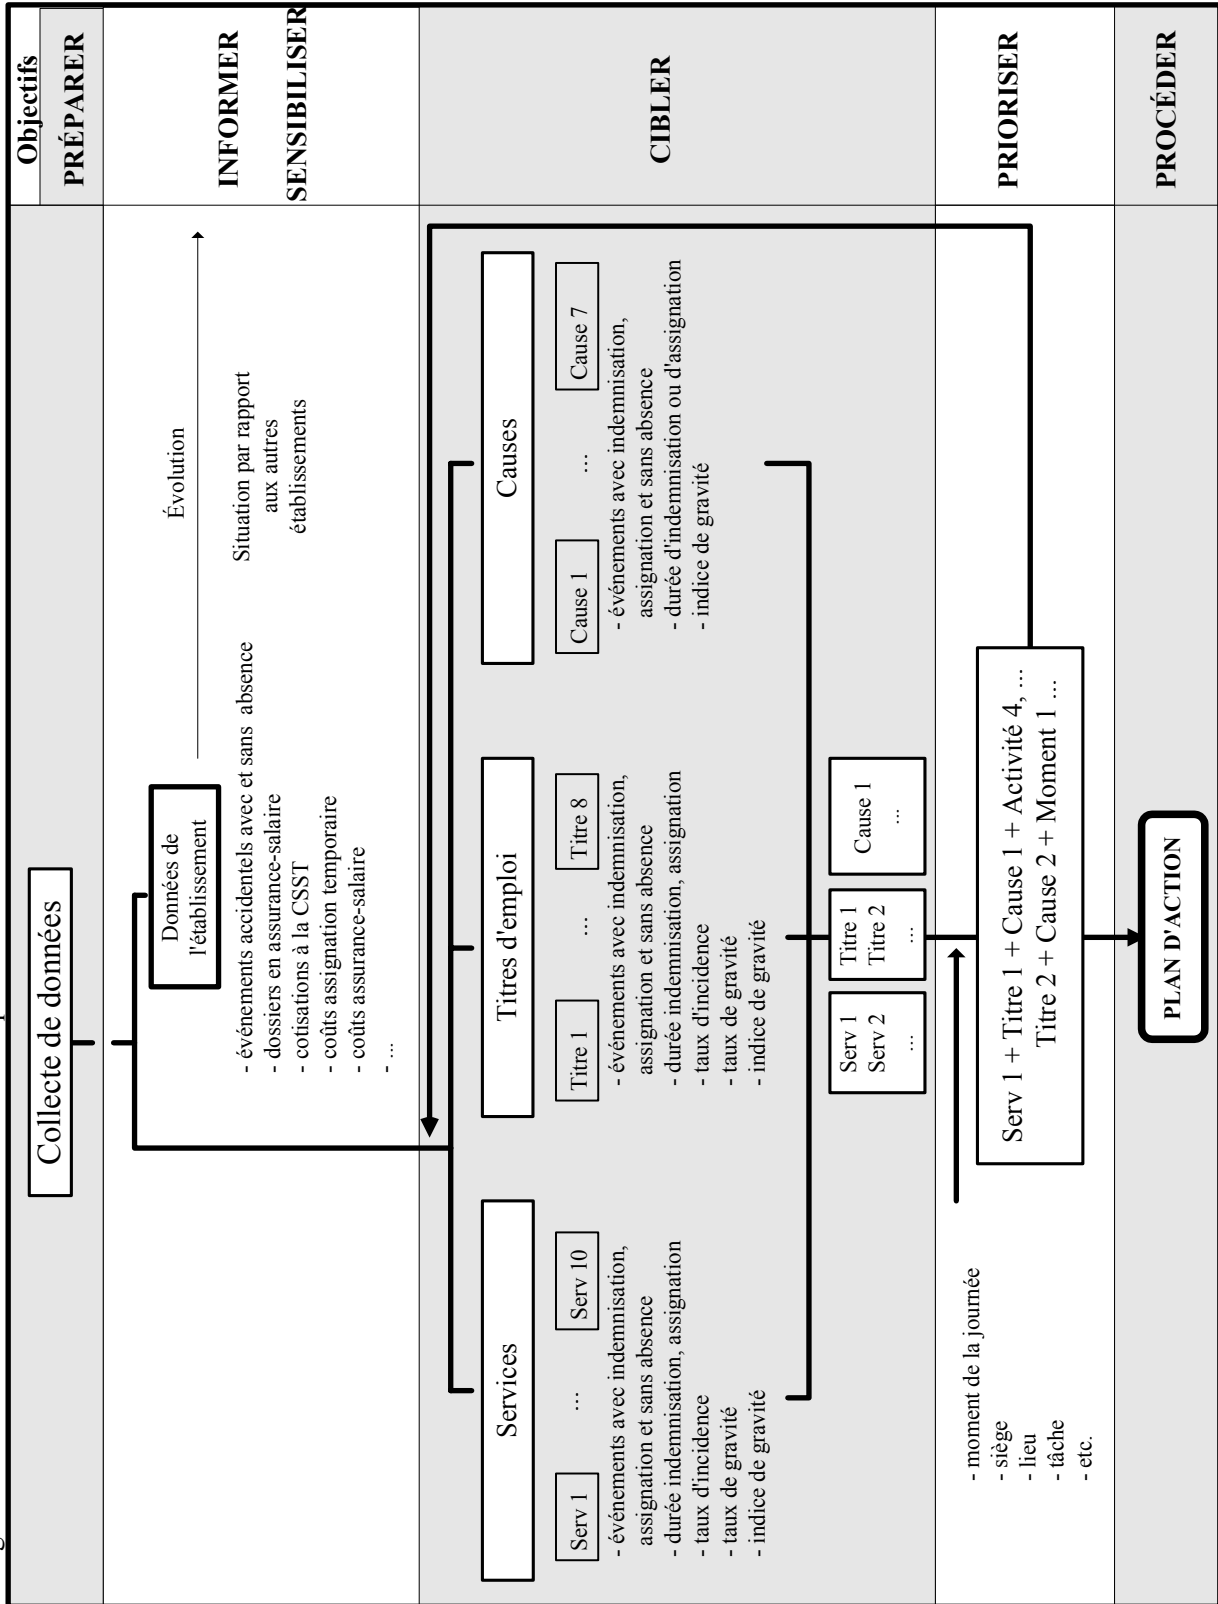 Objectifs
PRÉPARER
Collecte de données
INFORMER
SENSIBILISER
Données de
l'établissement
Évolution
- événements accidentels avec et sans absence
- dossiers en assurance-salaire
- cotisations à la CSST
- coûts assignation temporaire
- coûts assurance-salaire
- ...
Situation par rapport
aux autres
établissements
CIBLER
Services
Serv 1
...
Serv 10
- événements avec indemnisation,
assignation et sans absence
- durée indemnisation, assignation
- taux d'incidence
- taux de gravité
- indice de gravité
Titres d'emploi
Titre 1
...
Titre 8
- événements avec indemnisation,
assignation et sans absence
- durée indemnisation, assignation
- taux d'incidence
- taux de gravité
- indice de gravité
Causes
Cause 1
...
Cause 7
- événements avec indemnisation,
assignation et sans absence
- durée d'indemnisation ou d'assignation
- indice de gravité
Serv 1
Serv 2
...
Titre 1
Titre 2
...
Cause 1
...
PRIORISER
- moment de la journée
- siège
- lieu
- tâche
- etc.
Serv 1 + Titre 1 + Cause 1 + Activité 4, ...
Titre 2 + Cause 2 + Moment 1 ...
PROCÉDER
PLAN D'ACTION